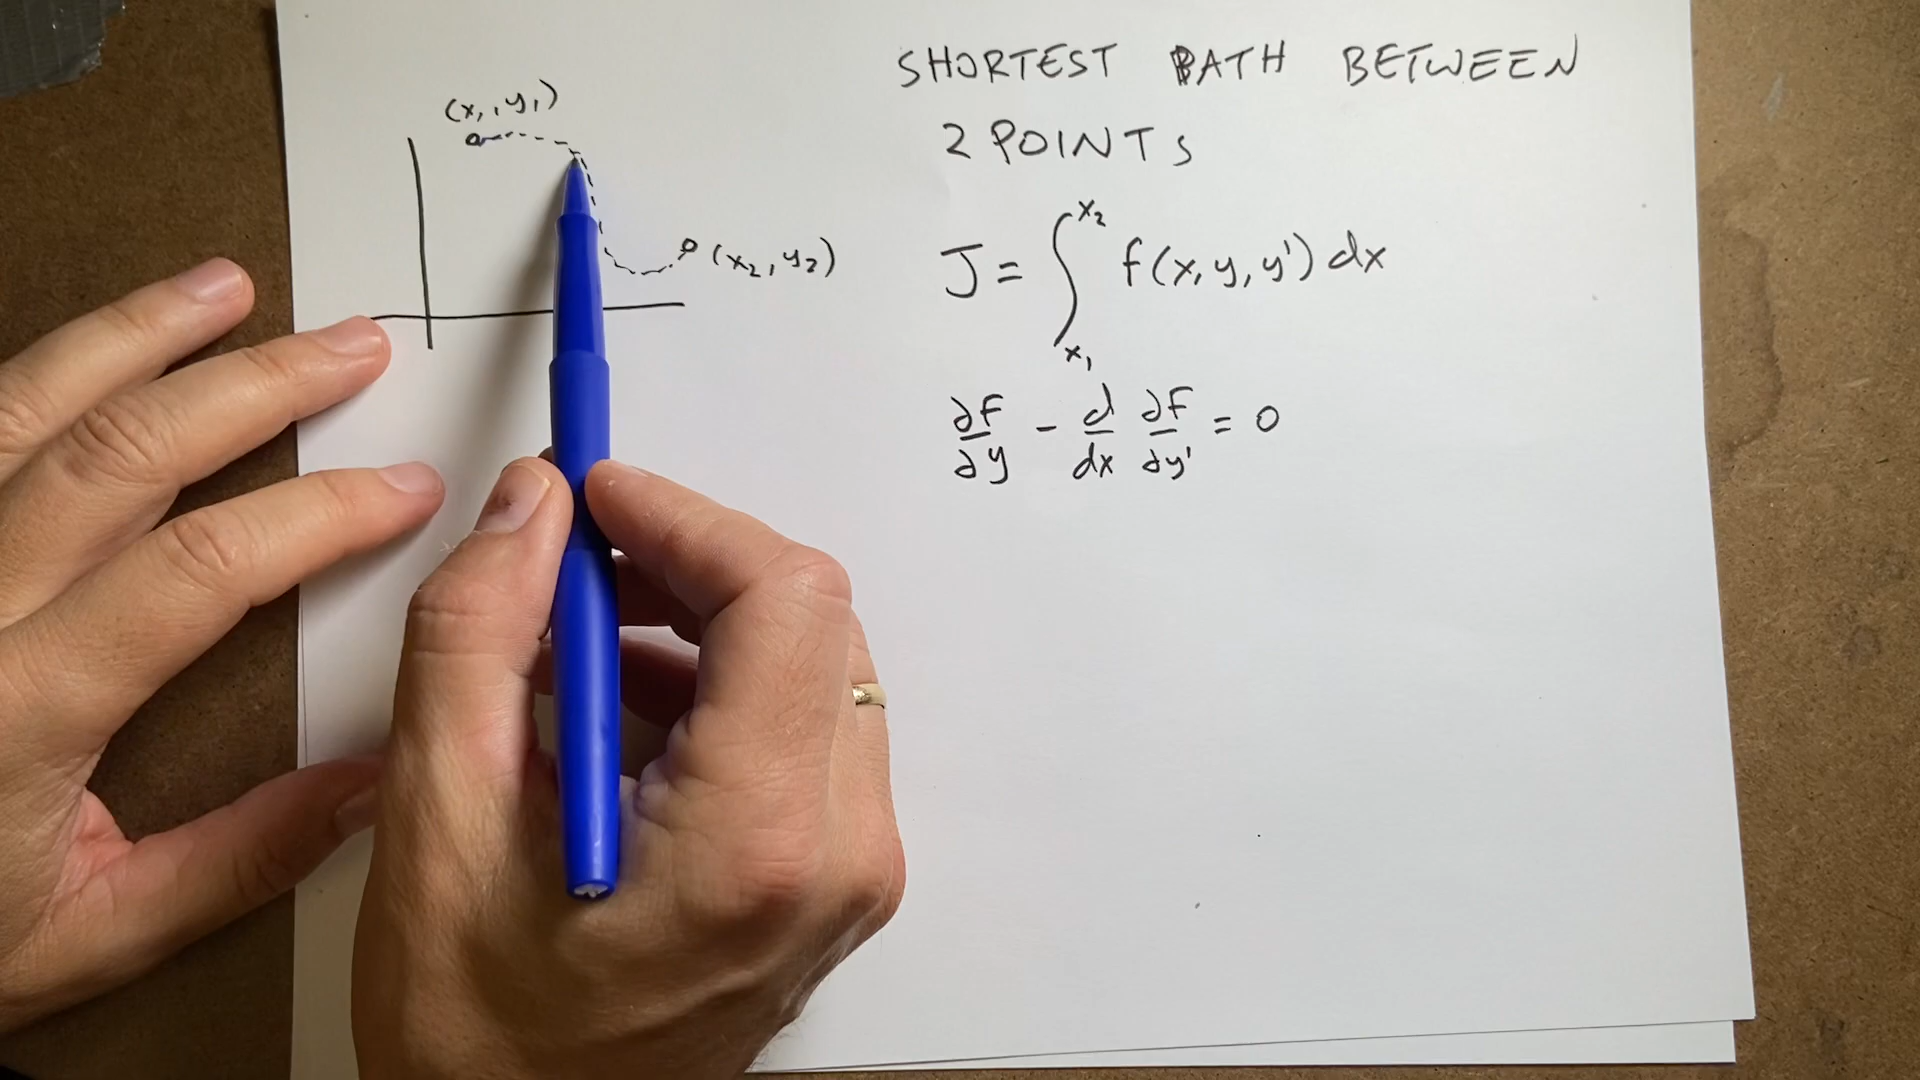 SHORTEST PATH BETWEEN
2 POINTS
(x₁, y₁)
(x₂, y₂)
J = ∫ₓ₁ˣ² f(x, y, y') dx
∂f/∂y - d/dx ∂f/∂y' = 0